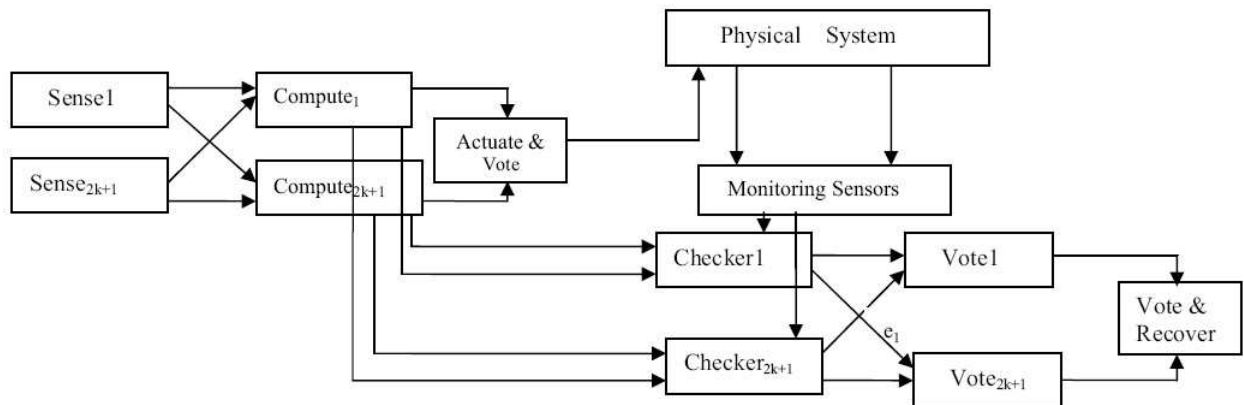 Physical System
Sense1
Compute₁
Actuate &
Vote
Sense₂ₖ₊₁
Compute₂ₖ₊₁
Monitoring Sensors
Checker1
Vote1
Vote &
Recover
e₁
Checker₂ₖ₊₁
Vote₂ₖ₊₁